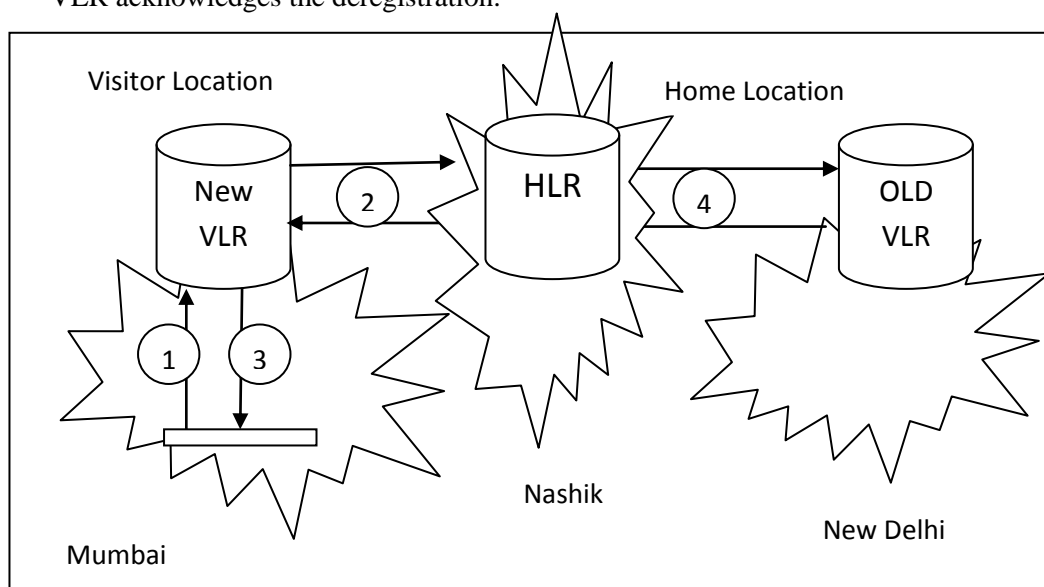 VLR acknowledges the deregistration.
Visitor Location
Home Location
New
VLR
HLR
OLD
VLR
2
4
1
3
Nashik
New Delhi
Mumbai